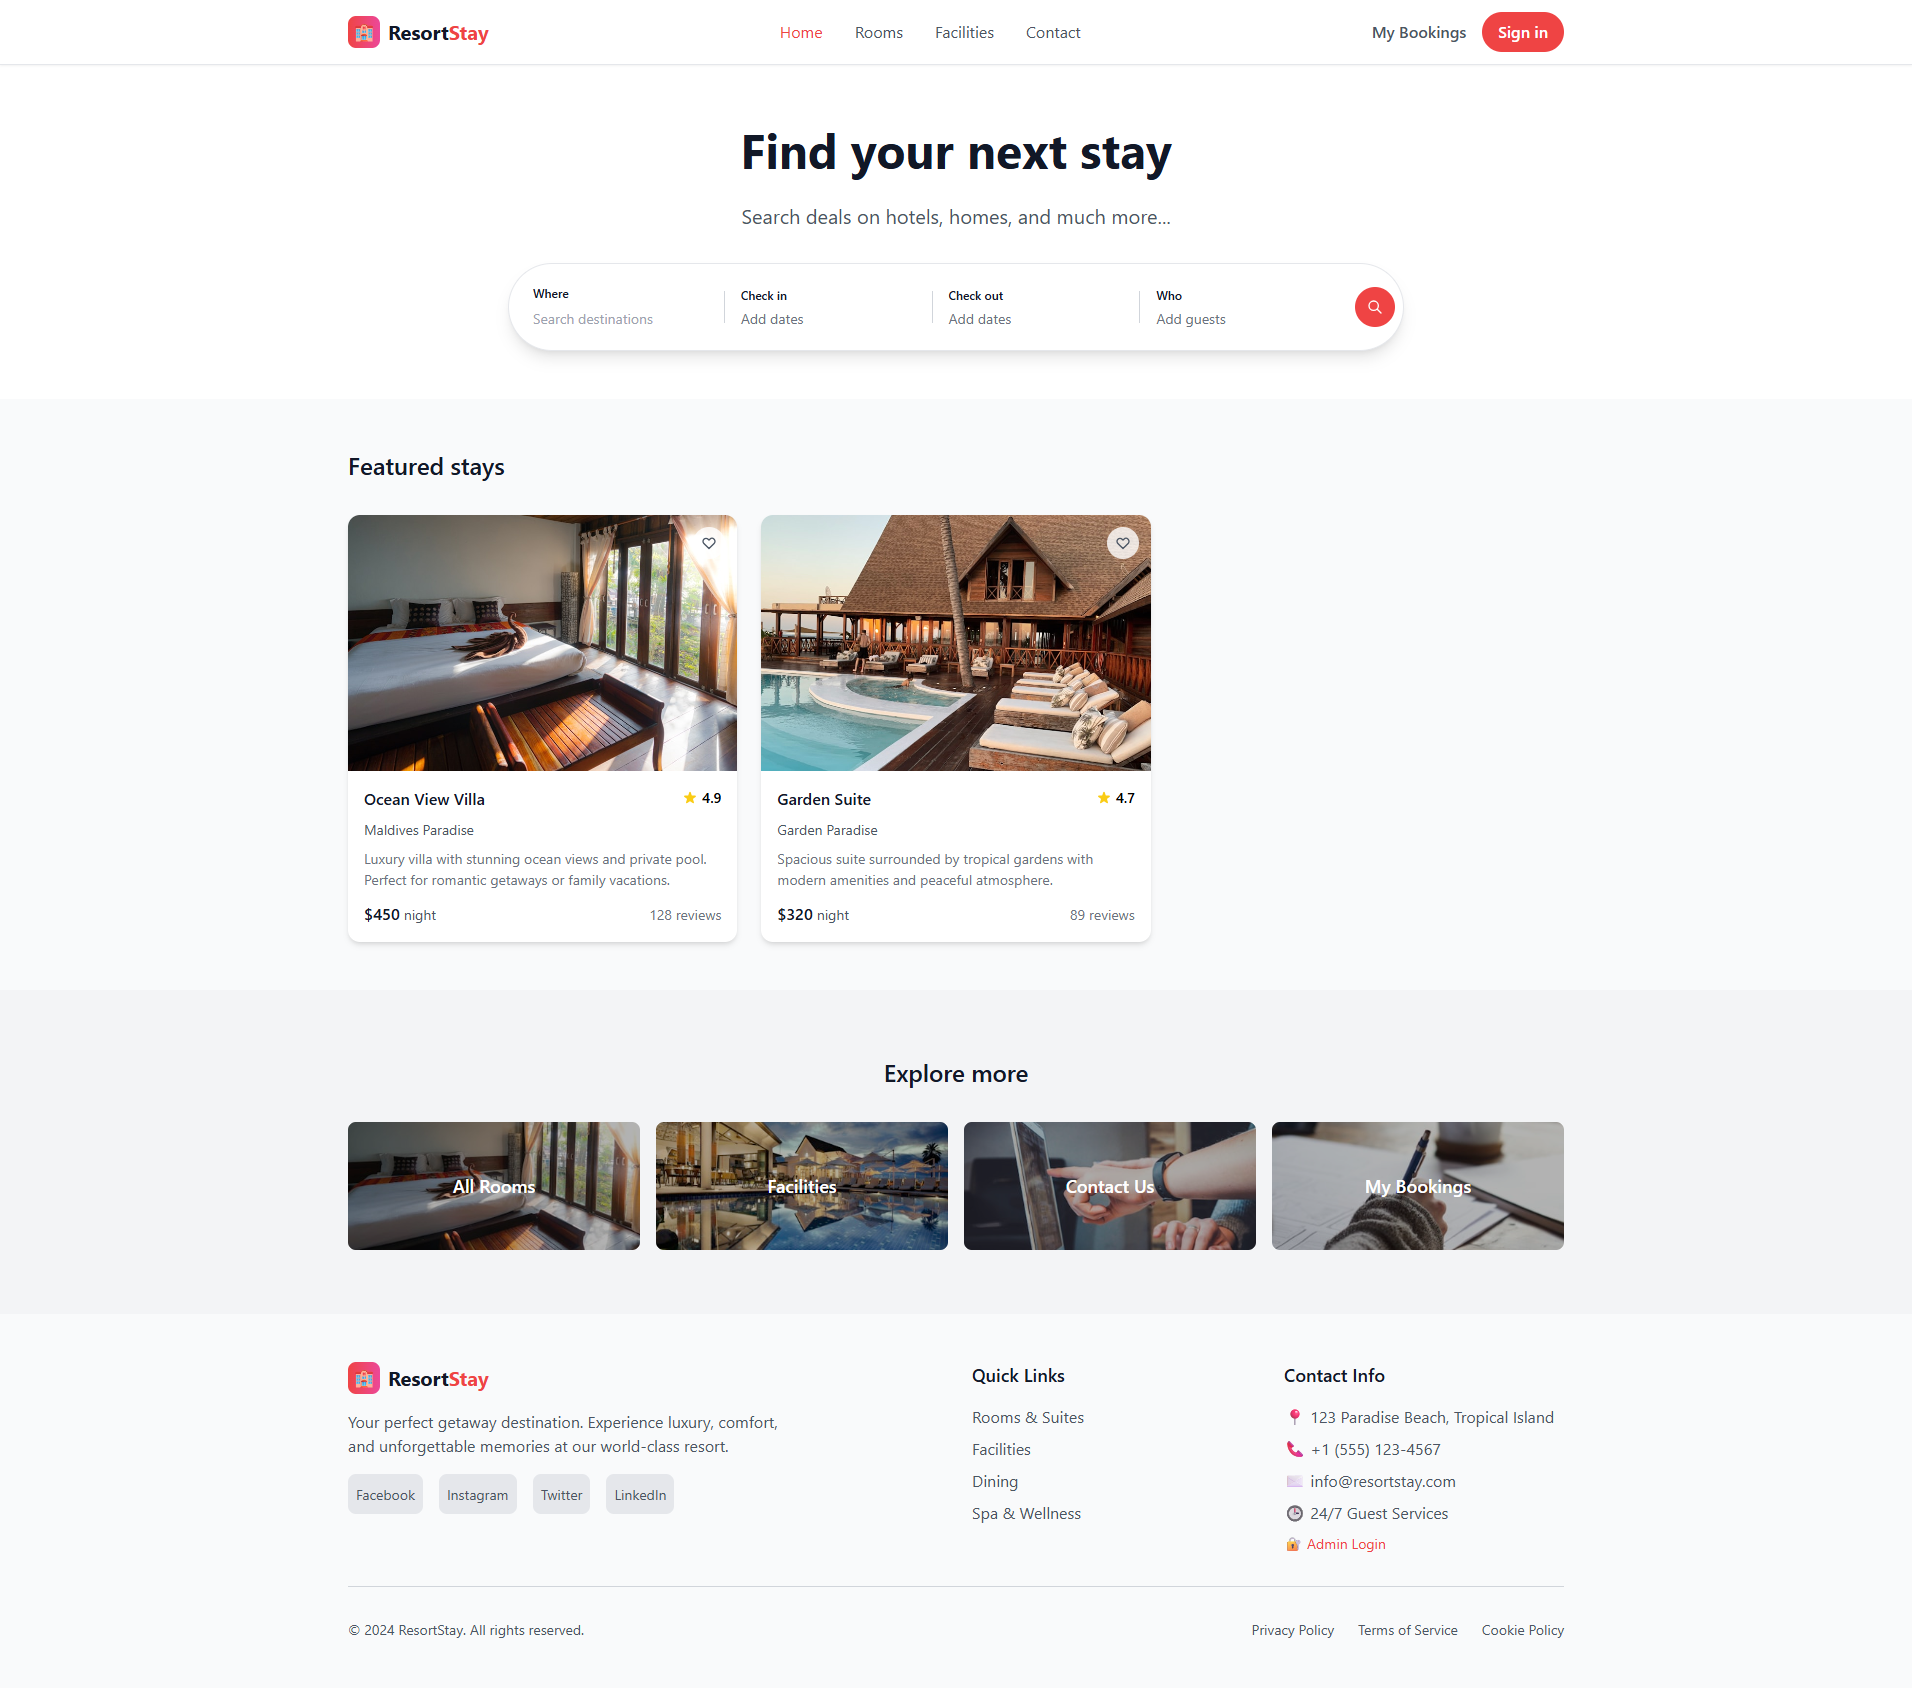 ResortStay
Home
Rooms
Facilities
Contact
My Bookings
Sign in
Find your next stay
Search deals on hotels, homes, and much more...
Where
Search destinations
Check in
Add dates
Check out
Add dates
Who
Add guests
Featured stays
Ocean View Villa
4.9
Maldives Paradise
Luxury villa with stunning ocean views and private pool.
Perfect for romantic getaways or family vacations.
$450 night
128 reviews
Garden Suite
4.7
Garden Paradise
Spacious suite surrounded by tropical gardens with
modern amenities and peaceful atmosphere.
$320 night
89 reviews
Explore more
All Rooms
Facilities
Contact Us
My Bookings
ResortStay
Your perfect getaway destination. Experience luxury, comfort,
and unforgettable memories at our world-class resort.
Facebook
Instagram
Twitter
LinkedIn
Quick Links
Rooms & Suites
Facilities
Dining
Spa & Wellness
Contact Info
123 Paradise Beach, Tropical Island
+1 (555) 123-4567
info@resortstay.com
24/7 Guest Services
Admin Login
© 2024 ResortStay. All rights reserved.
Privacy Policy
Terms of Service
Cookie Policy